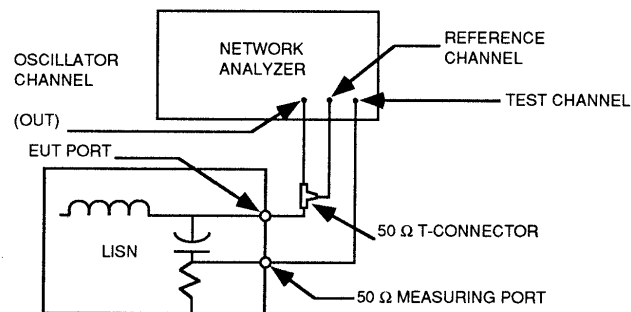 NETWORK
ANALYZER
REFERENCE
CHANNEL
OSCILLATOR
CHANNEL
TEST CHANNEL
(OUT)
EUT PORT
50 Ω T-CONNECTOR
LISN
50 Ω MEASURING PORT